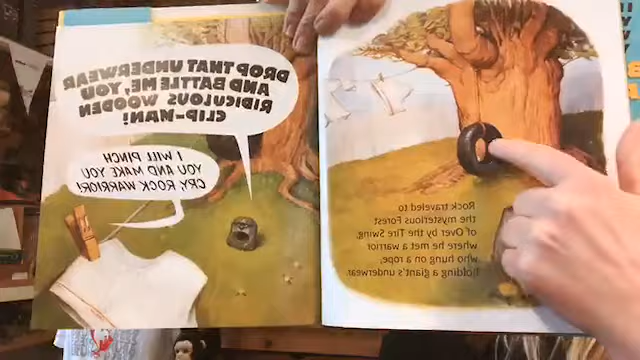 Rock traveled to
the mysterious Forest
of Over by the Tire Swing,
where he met a warrior
who hung on a rope,
holding a giant's underwear.
DROP THAT UNDERWEAR
AND BATTLE ME, YOU
RIDICULOUS WOODEN
CLIP-MAN!
I WILL PINCH
YOU AND MAKE YOU
CRY, ROCK WARRIOR!